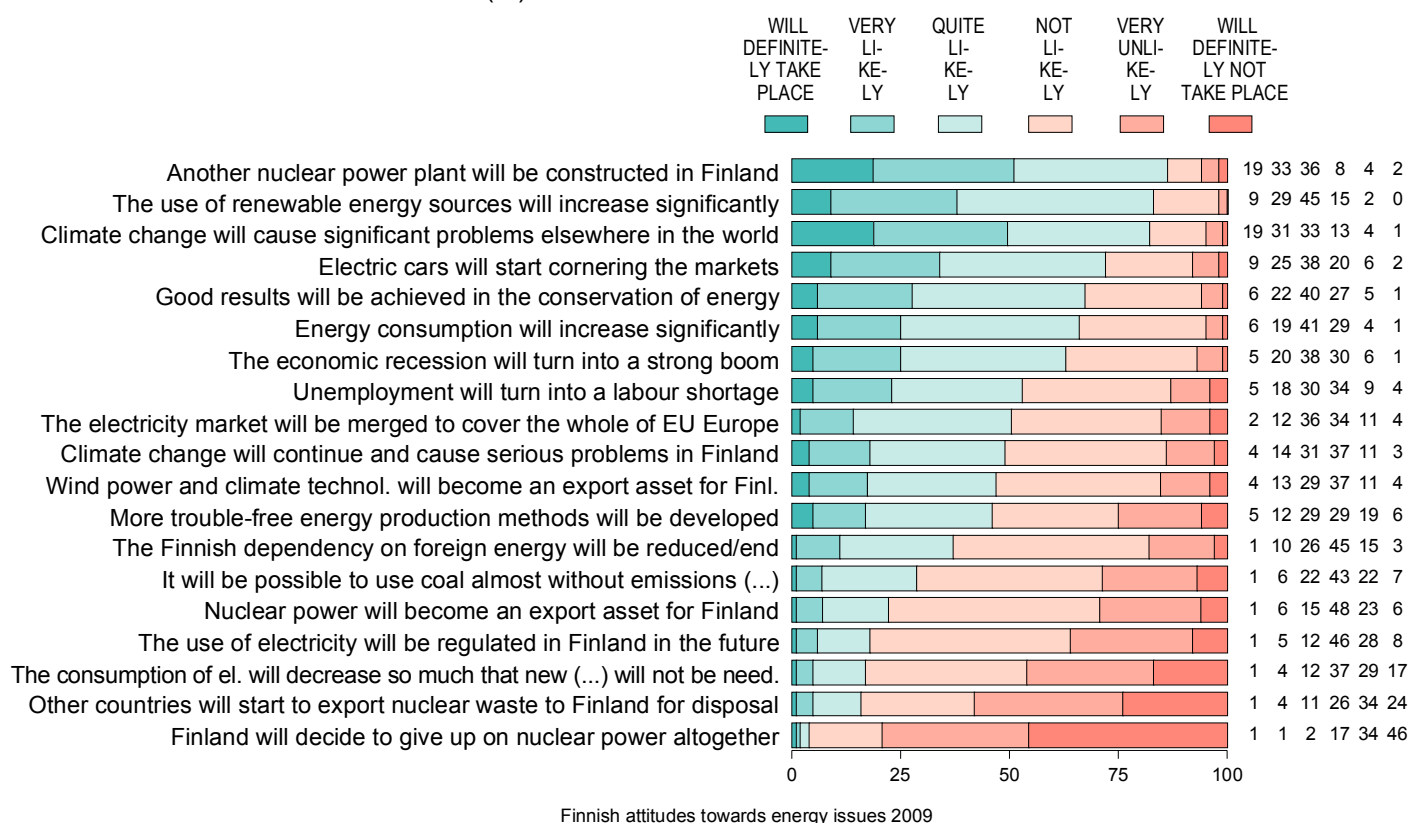 WILL DEFINITE- LY TAKE PLACE
VERY LI- KE- LY
QUITE LI- KE- LY
NOT LI- KE- LY
VERY UNLI- KE- LY
WILL DEFINITE- LY NOT TAKE PLACE
Another nuclear power plant will be constructed in Finland 19 33 36 8 4 2
The use of renewable energy sources will increase significantly 9 29 45 15 2 0
Climate change will cause significant problems elsewhere in the world 19 31 33 13 4 1
Electric cars will start cornering the markets 9 25 38 20 6 2
Good results will be achieved in the conservation of energy 6 22 40 27 5 1
Energy consumption will increase significantly 6 19 41 29 4 1
The economic recession will turn into a strong boom 5 20 38 30 6 1
Unemployment will turn into a labour shortage 5 18 30 34 9 4
The electricity market will be merged to cover the whole of EU Europe 2 12 36 34 11 4
Climate change will continue and cause serious problems in Finland 4 14 31 37 11 3
Wind power and climate technol. will become an export asset for Finl. 4 13 29 37 11 4
More trouble-free energy production methods will be developed 5 12 29 29 19 6
The Finnish dependency on foreign energy will be reduced/end 1 10 26 45 15 3
It will be possible to use coal almost without emissions (...) 1 6 22 43 22 7
Nuclear power will become an export asset for Finland 1 6 15 48 23 6
The use of electricity will be regulated in Finland in the future 1 5 12 46 28 8
The consumption of el. will decrease so much that new (...) will not be need. 1 4 12 37 29 17
Other countries will start to export nuclear waste to Finland for disposal 1 4 11 26 34 24
Finland will decide to give up on nuclear power altogether 1 1 2 17 34 46
0 25 50 75 100
Finnish attitudes towards energy issues 2009